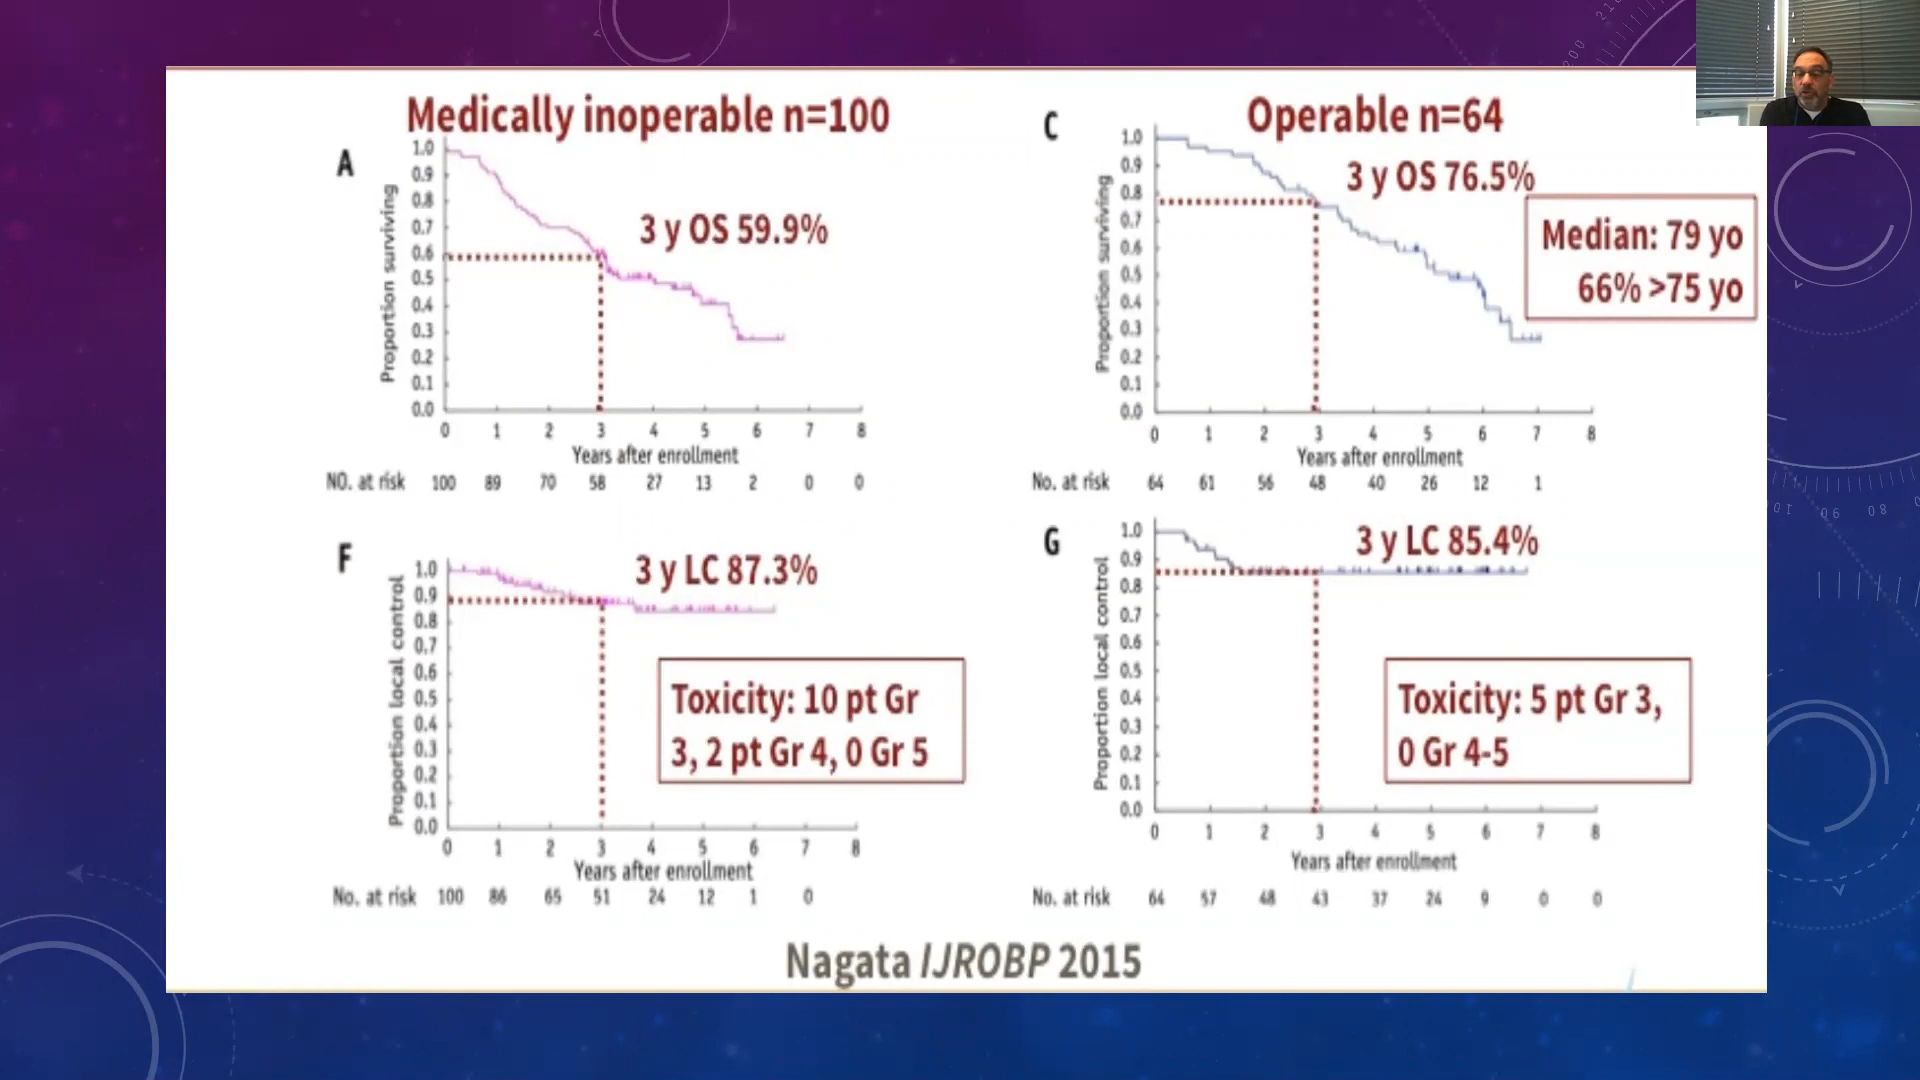 Medically inoperable n=100
A
Proportion surviving
1.0
0.9
0.8
0.7
0.6
0.5
0.4
0.3
0.2
0.1
0.0
3 y OS 59.9%
0 1 2 3 4 5 6 7 8
Years after enrollment
NO. at risk 100 89 70 58 27 13 2 0 0
Operable n=64
C
Proportion surviving
1.0
0.9
0.8
0.7
0.6
0.5
0.4
0.3
0.2
0.1
0.0
3 y OS 76.5%
Median: 79 yo
66% >75 yo
0 1 2 3 4 5 6 7 8
Years after enrollment
No. at risk 64 61 56 48 40 26 12 1
F
Proportion local control
1.0
0.9
0.8
0.7
0.6
0.5
0.4
0.3
0.2
0.1
0.0
3 y LC 87.3%
Toxicity: 10 pt Gr
3, 2 pt Gr 4, 0 Gr 5
0 1 2 3 4 5 6 7 8
Years after enrollment
No. at risk 100 86 65 51 24 12 1 0
G
Proportion local control
1.0
0.9
0.8
0.7
0.6
0.5
0.4
0.3
0.2
0.1
0.0
3 y LC 85.4%
Toxicity: 5 pt Gr 3,
0 Gr 4-5
0 1 2 3 4 5 6 7 8
Years after enrollment
No. at risk 64 57 48 43 37 24 9 0 0
Nagata IJROBP 2015